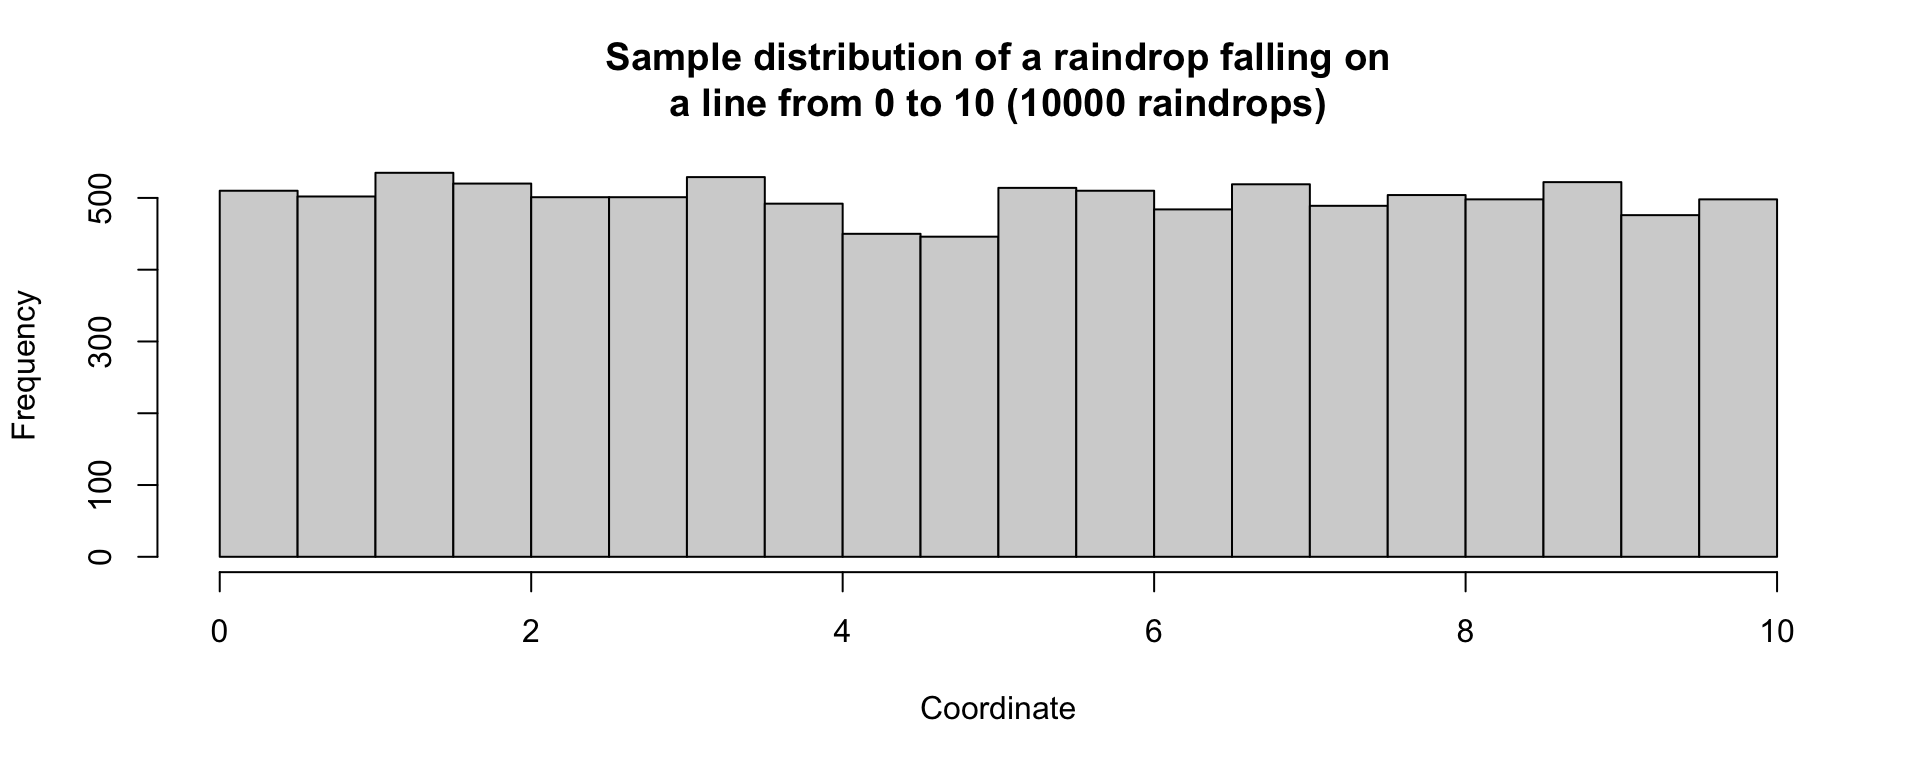 Sample distribution of a raindrop falling on
a line from 0 to 10 (10000 raindrops)
Frequency
500
300
100
0
0 2 4 6 8 10
Coordinate